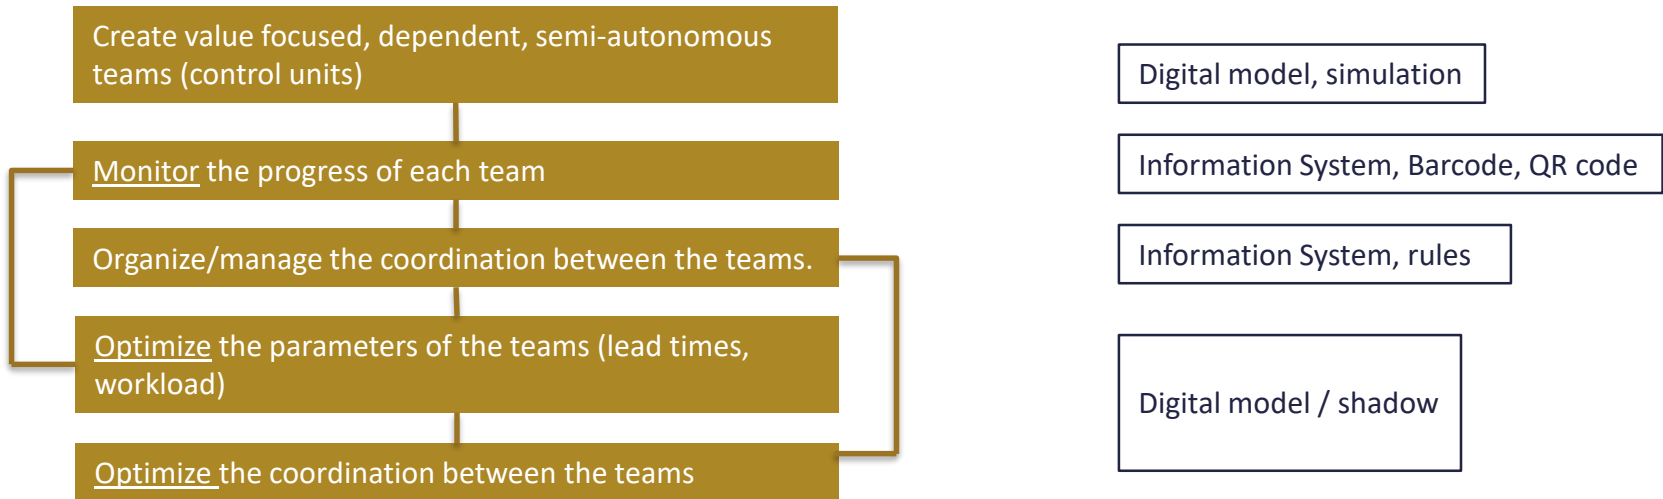 Create value focused, dependent, semi-autonomous
teams (control units)
Digital model, simulation
Monitor the progress of each team
Information System, Barcode, QR code
Organize/manage the coordination between the teams.
Information System, rules
Optimize the parameters of the teams (lead times,
workload)
Digital model / shadow
Optimize the coordination between the teams